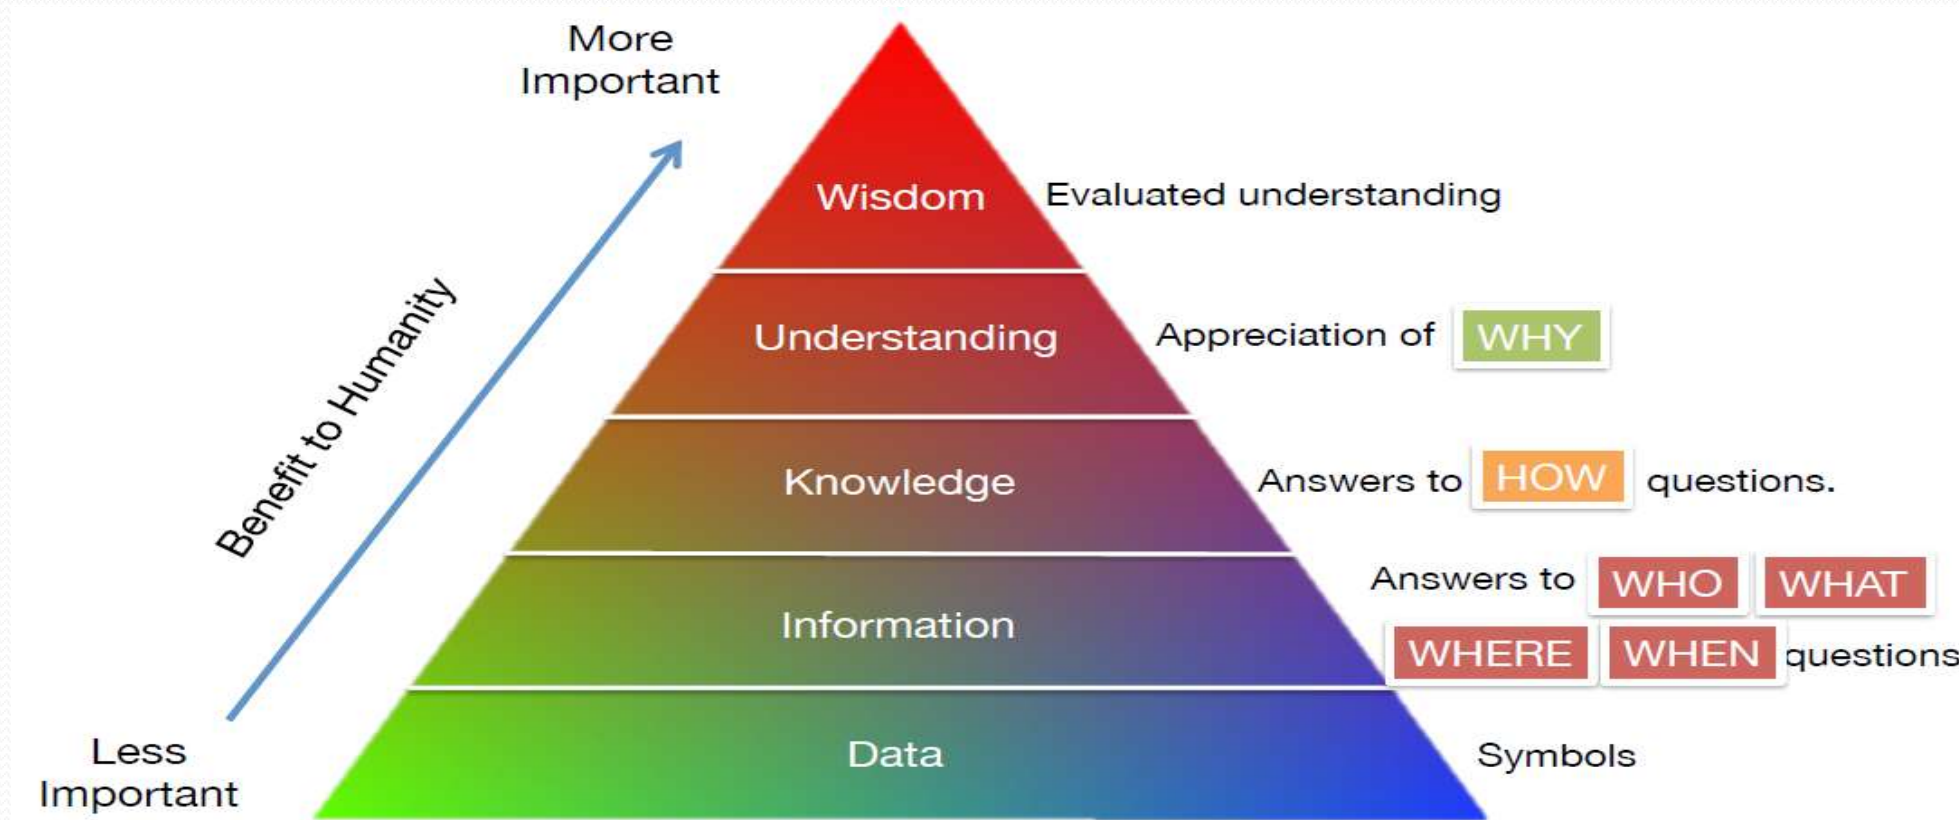 More
Important
Wisdom
Evaluated understanding
Understanding
Appreciation of WHY
Benefit to Humanity
Knowledge
Answers to HOW questions.
Information
Answers to WHO WHAT
WHERE WHEN questions
Data
Symbols
Less
Important